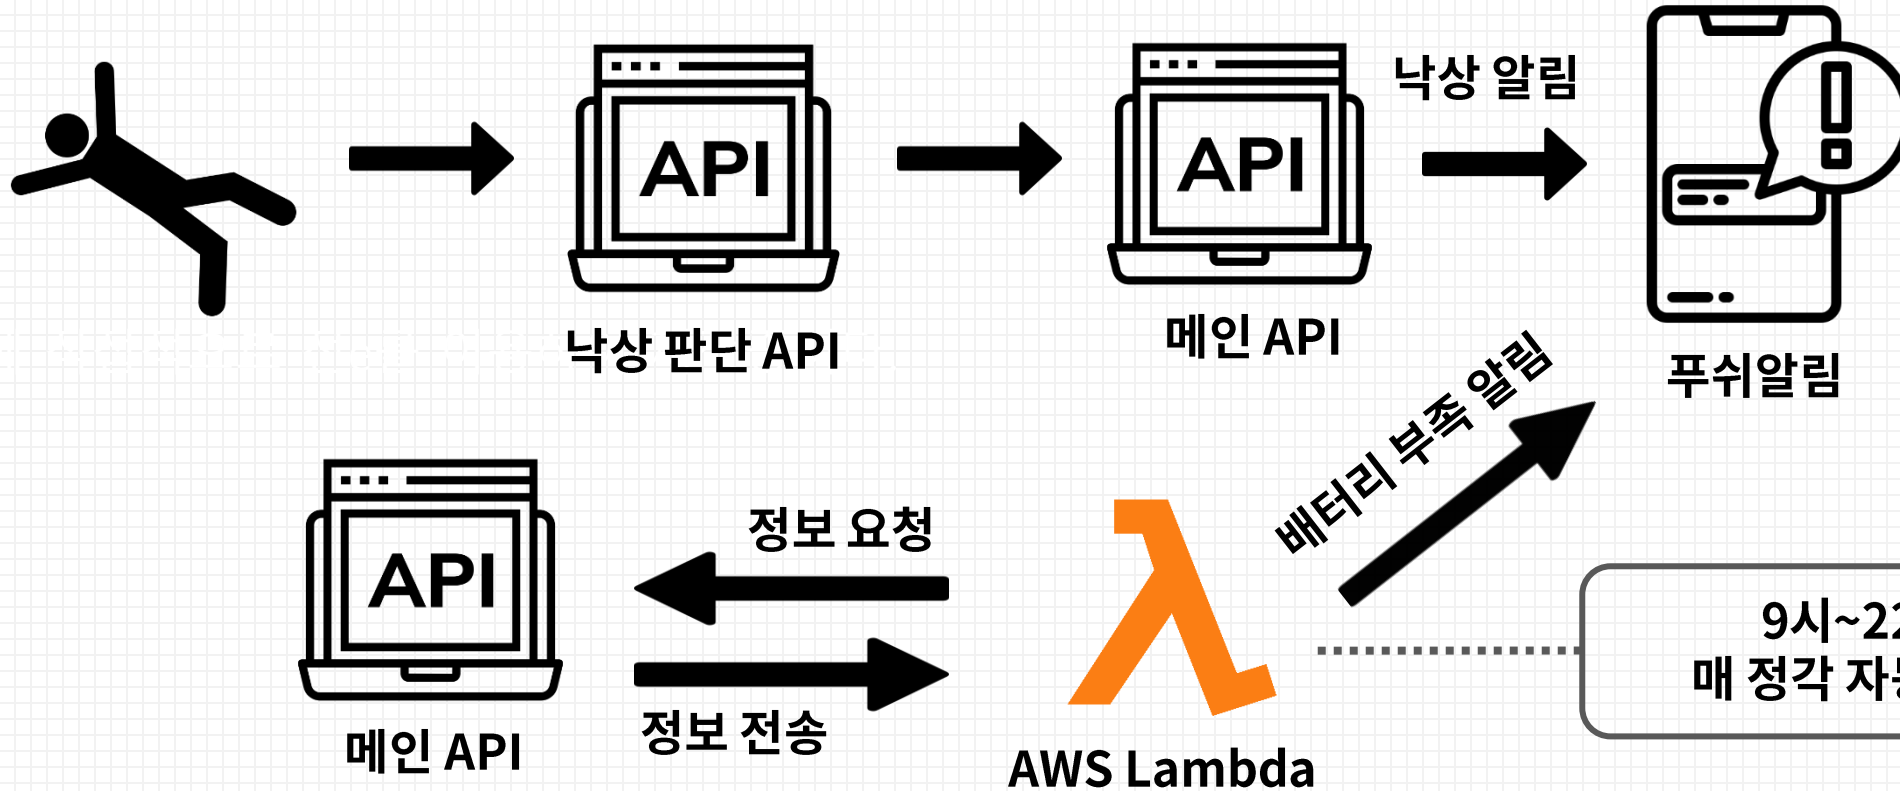 API
API
낙상 알림
낙상 판단 API
메인 API
푸쉬알림
배터리 부족 알림
API
정보 요청
정보 전송
메인 API
AWS Lambda
9시~22
매 정각